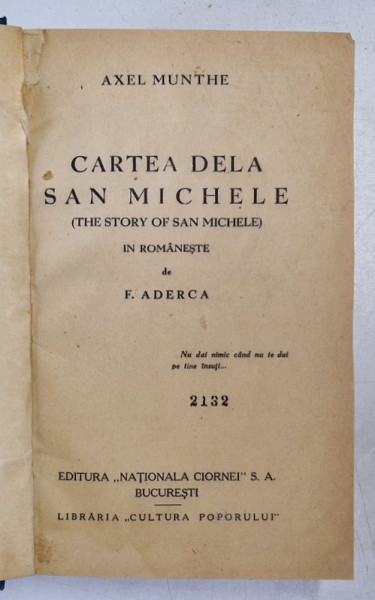 AXEL MUNTHE
CARTEA DELA
SAN MICHELE
(THE STORY OF SAN MICHELE)
IN ROMÂNEȘTE
de
F. ADERCA
Nu dai nimic când nu te dai
pe tine însuți...
2132
EDITURA „NAȚIONALA CIORNEI" S. A.
BUCUREȘTI
LIBRĂRIA „CULTURA POPORULUI"